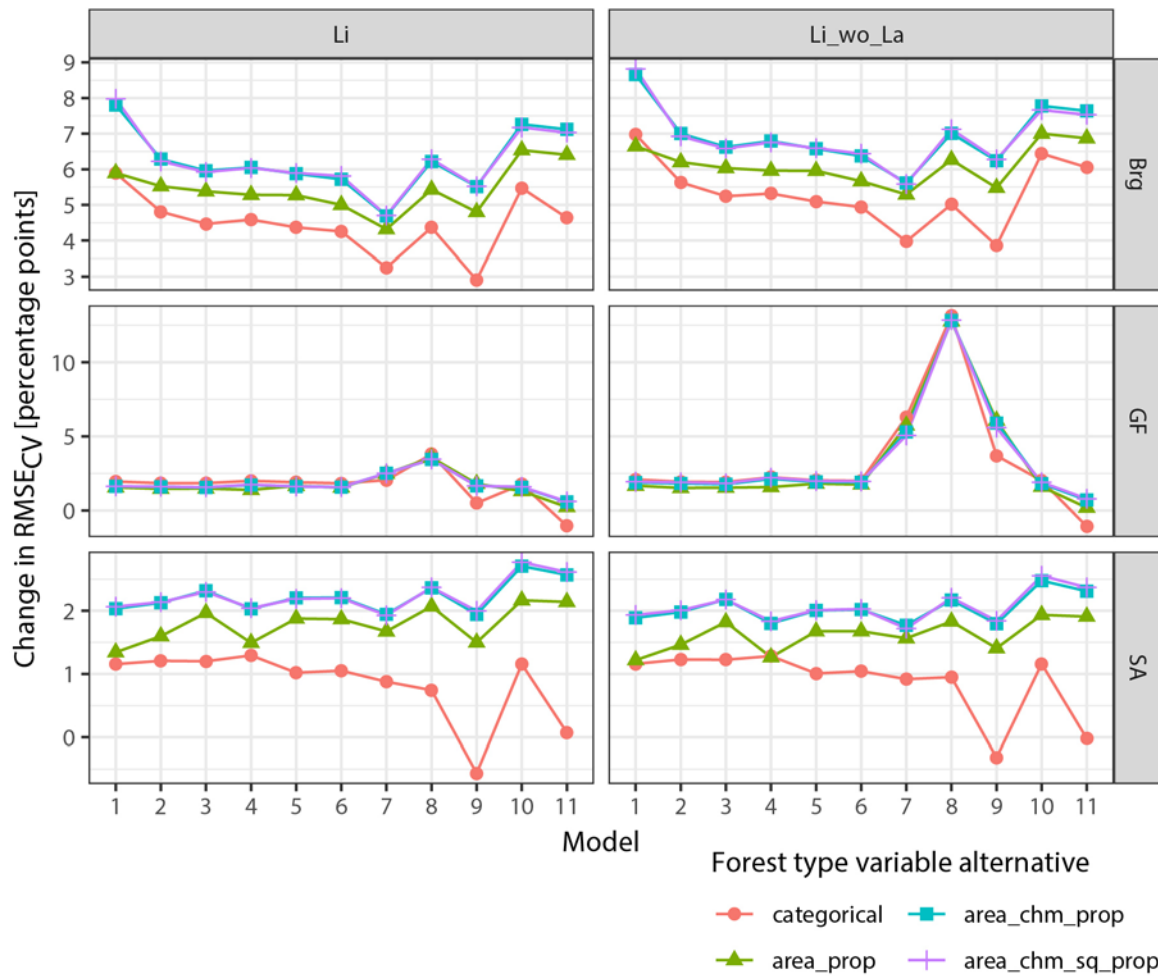 Li
Li_wo_La
Change in RMSECV [percentage points]
9
8
7
6
5
4
3
Brg
10
5
0
GF
2
1
0
SA
1 2 3 4 5 6 7 8 9 10 11
1 2 3 4 5 6 7 8 9 10 11
Model
Forest type variable alternative
categorical
area_chm_prop
area_prop
area_chm_sq_prop